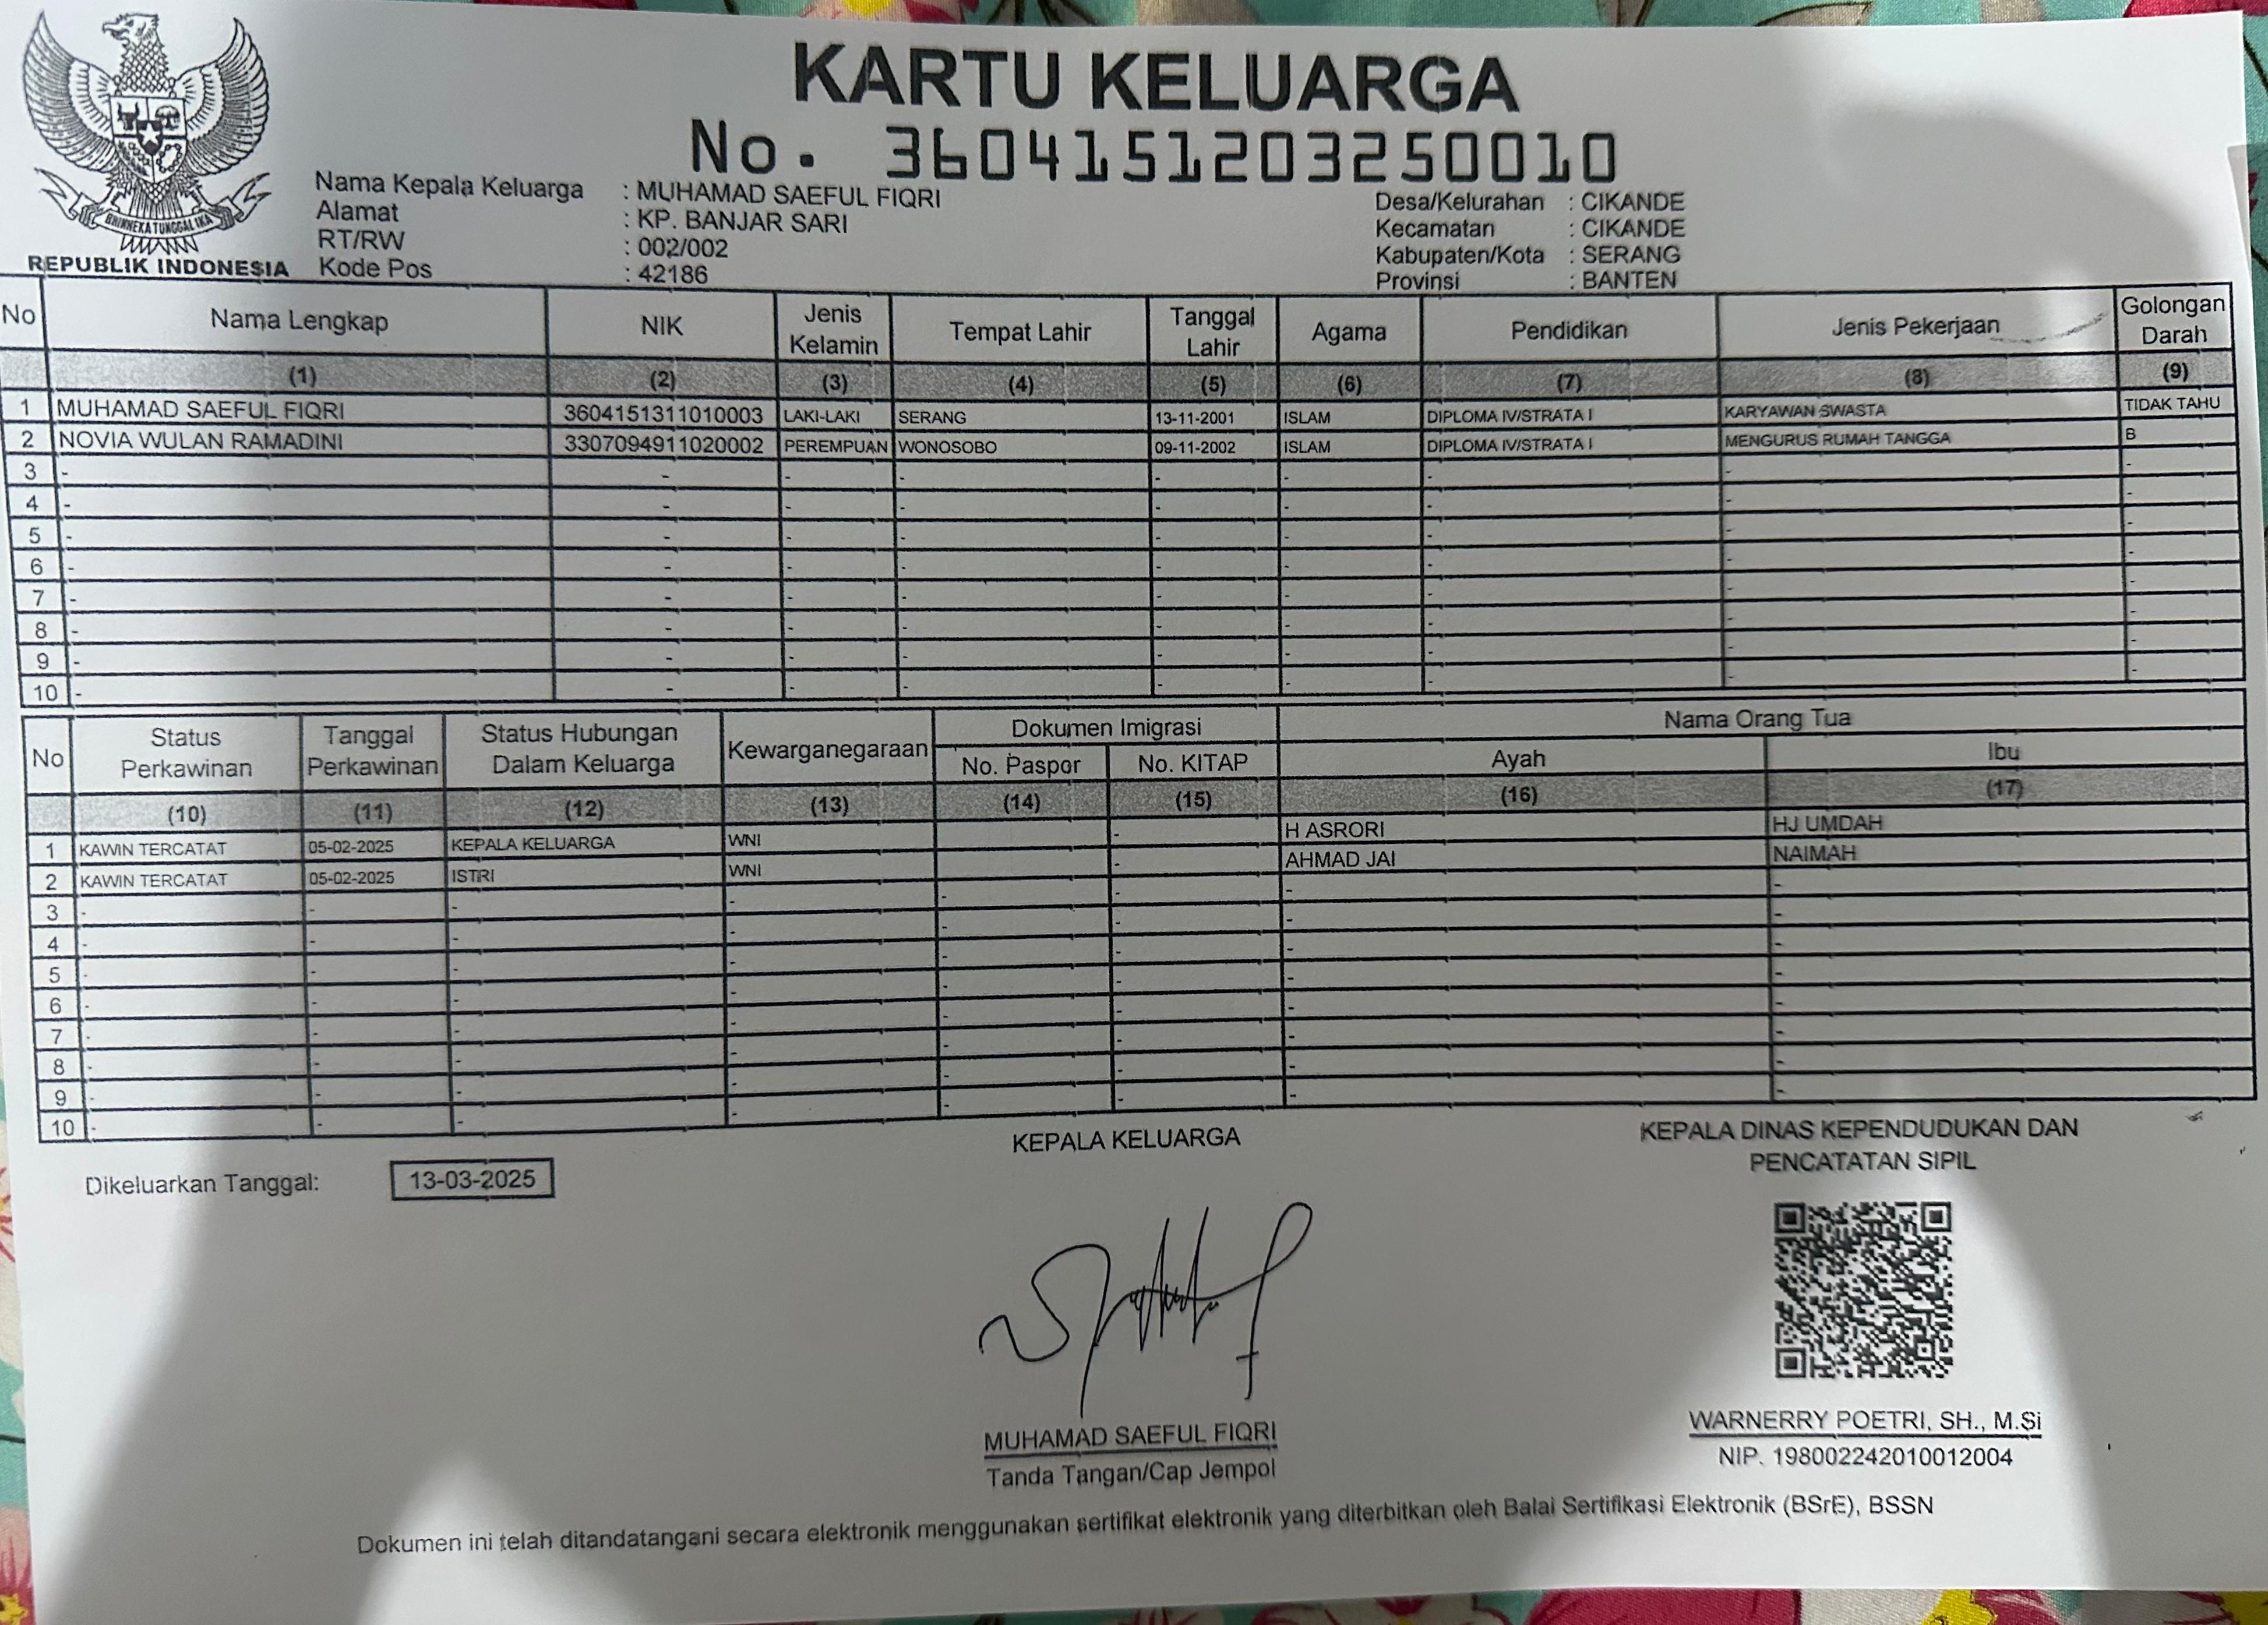 KARTU KELUARGA
No. 3604151203250010
BHINNEKA TUNGGAL IKA
REPUBLIK INDONESIA
Nama Kepala Keluarga : MUHAMAD SAEFUL FIQRI
Alamat : KP. BANJAR SARI
RT/RW : 002/002
Kode Pos : 42186
Desa/Kelurahan : CIKANDE
Kecamatan : CIKANDE
Kabupaten/Kota : SERANG
Provinsi : BANTEN
No Nama Lengkap NIK Jenis Kelamin Tempat Lahir Tanggal Lahir Agama Pendidikan Jenis Pekerjaan Golongan Darah
(1) (2) (3) (4) (5) (6) (7) (8) (9)
1 MUHAMAD SAEFUL FIQRI 3604151311010003 LAKI-LAKI SERANG 13-11-2001 ISLAM DIPLOMA IV/STRATA I KARYAWAN SWASTA TIDAK TAHU
2 NOVIA WULAN RAMADINI 3307094911020002 PEREMPUAN WONOSOBO 09-11-2002 ISLAM DIPLOMA IV/STRATA I MENGURUS RUMAH TANGGA B
3 - - - - - - - - -
4 - - - - - - - - -
5 - - - - - - - - -
6 - - - - - - - - -
7 - - - - - - - - -
8 - - - - - - - - -
9 - - - - - - - - -
10 - - - - - - - - -
No Status Perkawinan Tanggal Perkawinan Status Hubungan Dalam Keluarga Kewarganegaraan Dokumen Imigrasi Nama Orang Tua
No. Paspor No. KITAP Ayah Ibu
(10) (11) (12) (13) (14) (15) (16) (17)
1 KAWIN TERCATAT 05-02-2025 KEPALA KELUARGA WNI - H ASRORI HJ UMDAH
2 KAWIN TERCATAT 05-02-2025 ISTRI WNI - AHMAD JAI NAIMAH
3 - - - - - - - -
4 - - - - - - - -
5 - - - - - - - -
6 - - - - - - - -
7 - - - - - - - -
8 - - - - - - - -
9 - - - - - - - -
10 - - - - - - - -
Dikeluarkan Tanggal: 13-03-2025
KEPALA KELUARGA
MUHAMAD SAEFUL FIQRI
Tanda Tangan/Cap Jempol
KEPALA DINAS KEPENDUDUKAN DAN
PENCATATAN SIPIL
WARNERRY POETRI, SH., M.Si
NIP. 198002242010012004
Dokumen ini telah ditandatangani secara elektronik menggunakan sertifikat elektronik yang diterbitkan oleh Balai Sertifikasi Elektronik (BSrE), BSSN